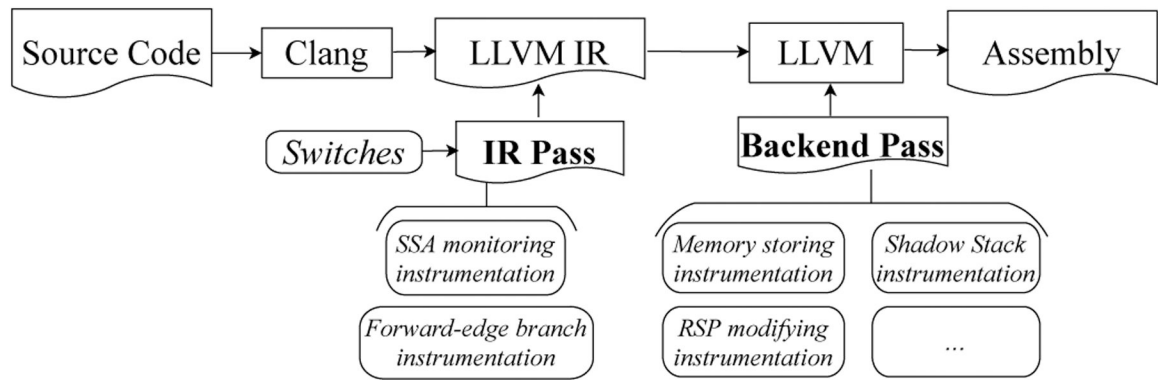 Source Code
Clang
LLVM IR
LLVM
Assembly
Switches
IR Pass
Backend Pass
SSA monitoring
instrumentation
Forward-edge branch
instrumentation
Memory storing
instrumentation
Shadow Stack
instrumentation
RSP modifying
instrumentation
...